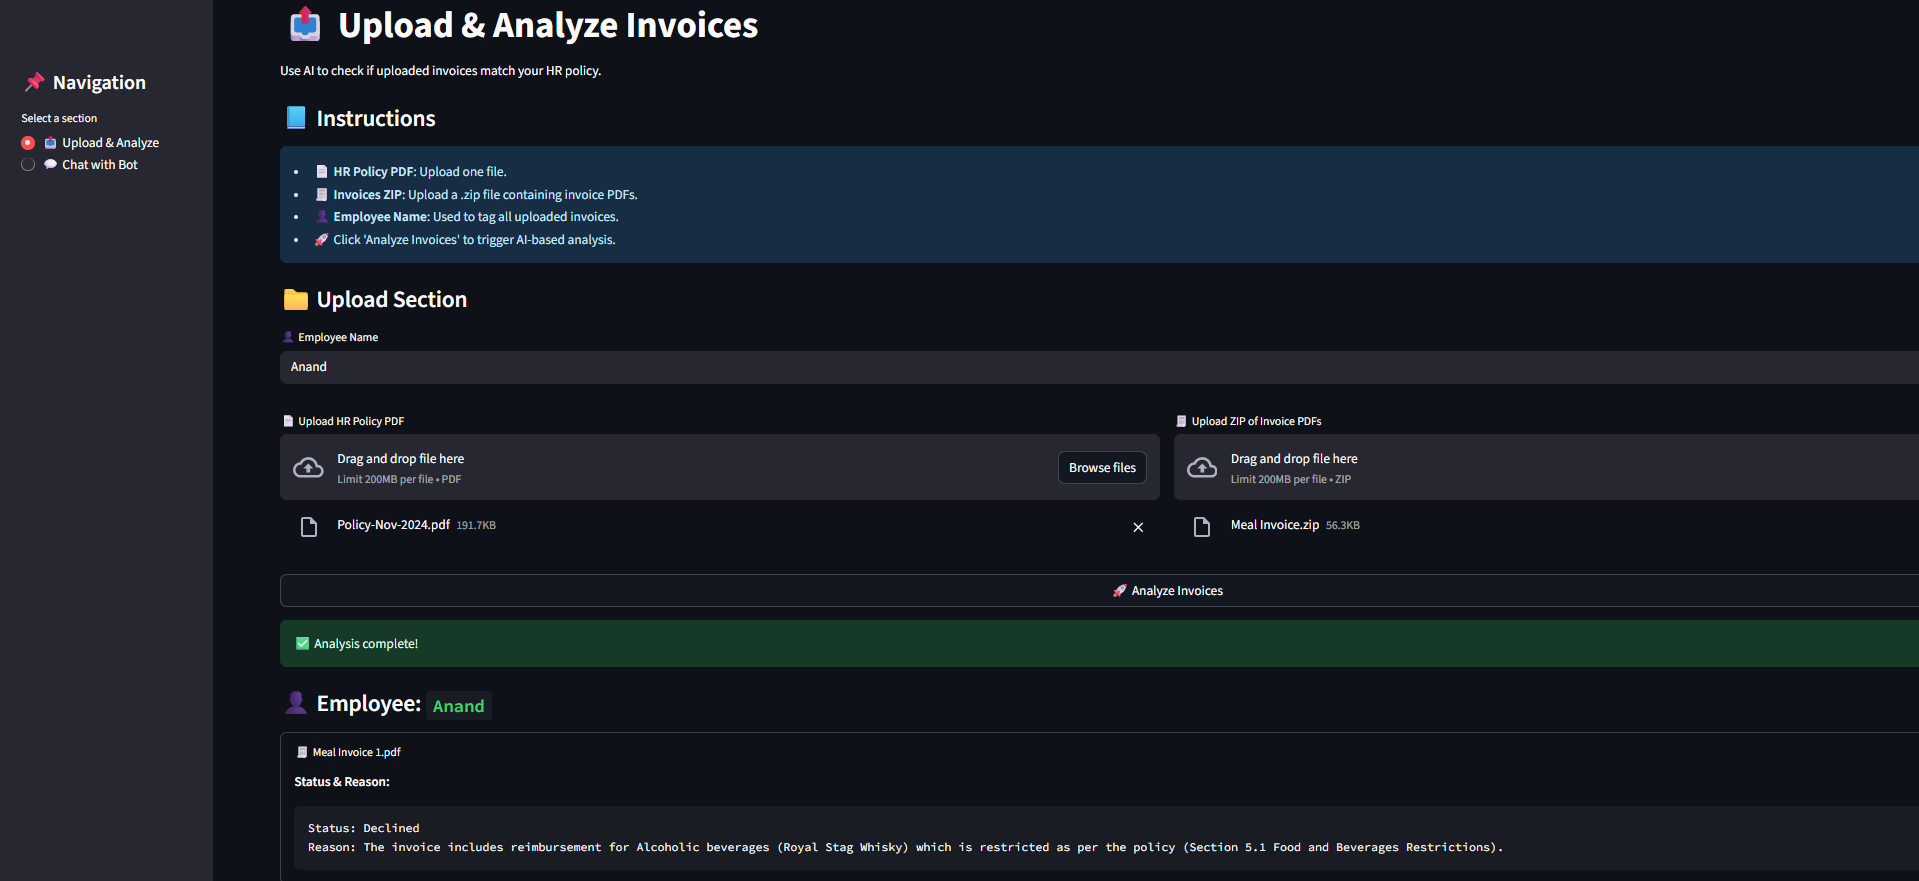 Upload & Analyze Invoices
Use AI to check if uploaded invoices match your HR policy.
Navigation
Select a section
Upload & Analyze
Chat with Bot
Instructions
• HR Policy PDF: Upload one file.
• Invoices ZIP: Upload a .zip file containing invoice PDFs.
• Employee Name: Used to tag all uploaded invoices.
• Click 'Analyze Invoices' to trigger AI-based analysis.
Upload Section
Employee Name
Anand
Upload HR Policy PDF
Drag and drop file here
Limit 200MB per file • PDF
Browse files
Policy-Nov-2024.pdf 191.7KB
Upload ZIP of Invoice PDFs
Drag and drop file here
Limit 200MB per file • ZIP
Meal Invoice.zip 56.3KB
Analyze Invoices
Analysis complete!
Employee: Anand
Meal Invoice 1.pdf
Status & Reason:
Status: Declined
Reason: The invoice includes reimbursement for Alcoholic beverages (Royal Stag Whisky) which is restricted as per the policy (Section 5.1 Food and Beverages Restrictions).